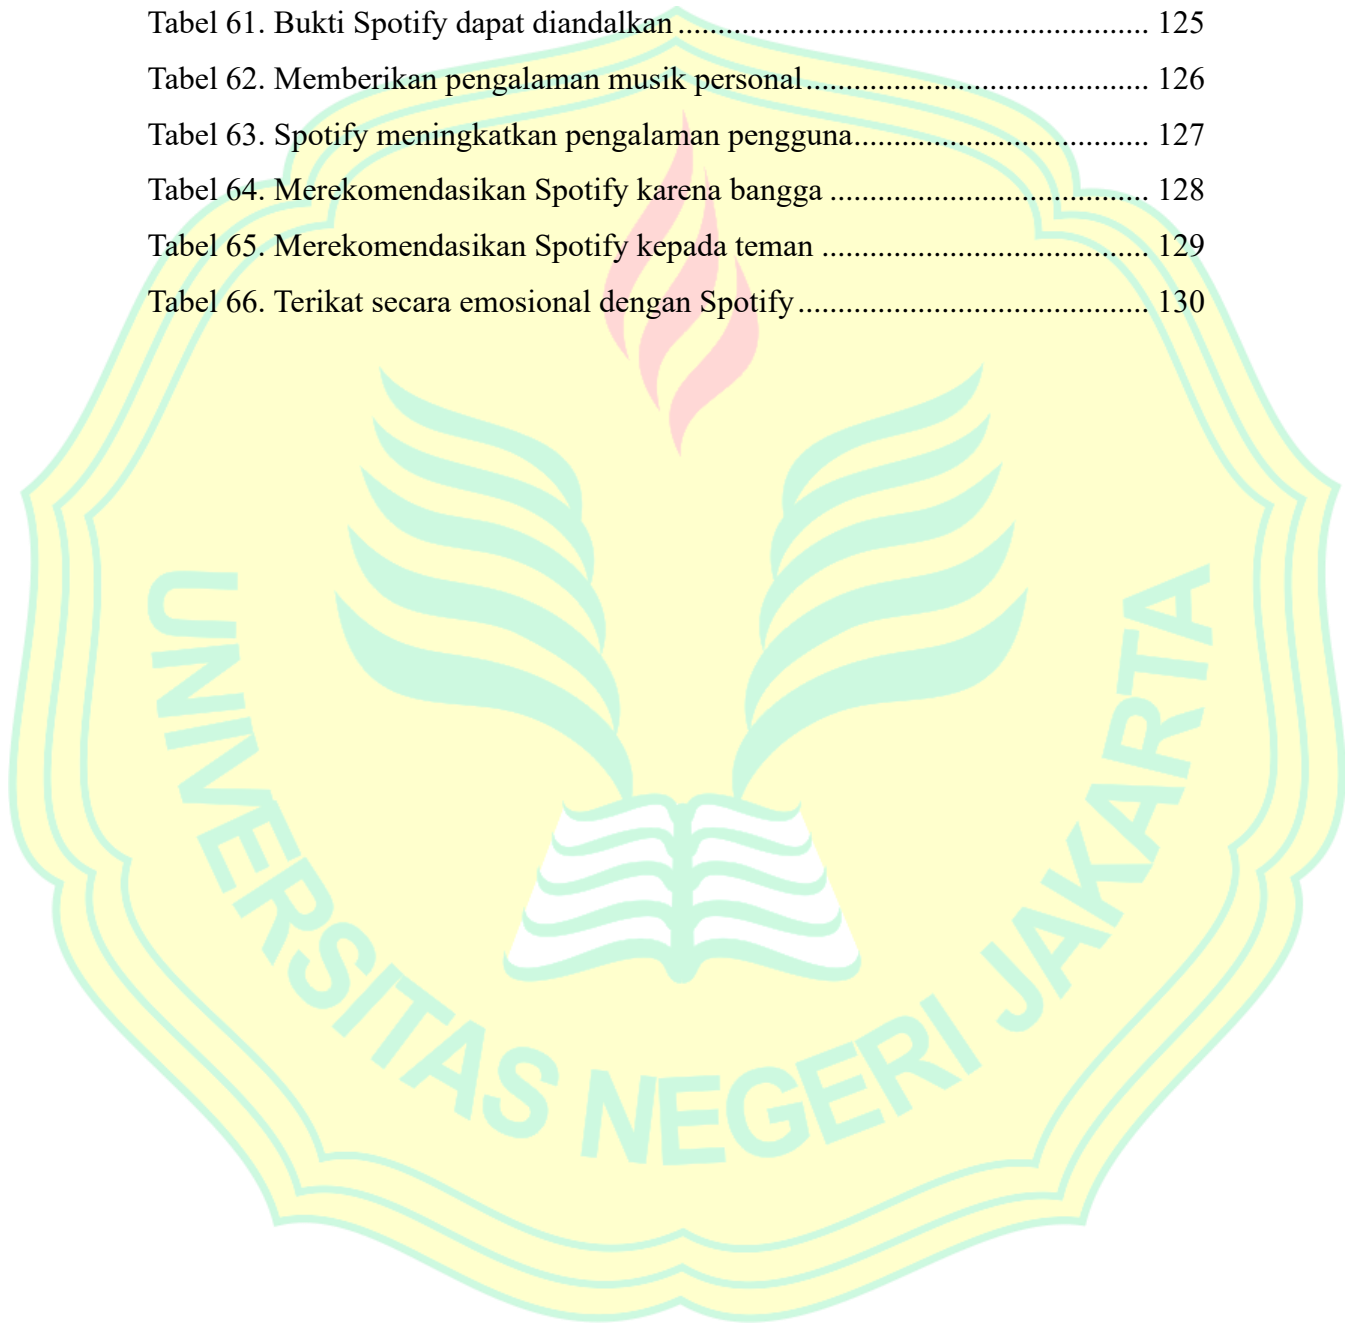 Tabel 61. Bukti Spotify dapat diandalkan ........................................................... 125
Tabel 62. Memberikan pengalaman musik personal ........................................... 126
Tabel 63. Spotify meningkatkan pengalaman pengguna..................................... 127
Tabel 64. Merekomendasikan Spotify karena bangga ........................................ 128
Tabel 65. Merekomendasikan Spotify kepada teman ......................................... 129
Tabel 66. Terikat secara emosional dengan Spotify ............................................ 130
UNIVERSITAS NEGERI JAKARTA